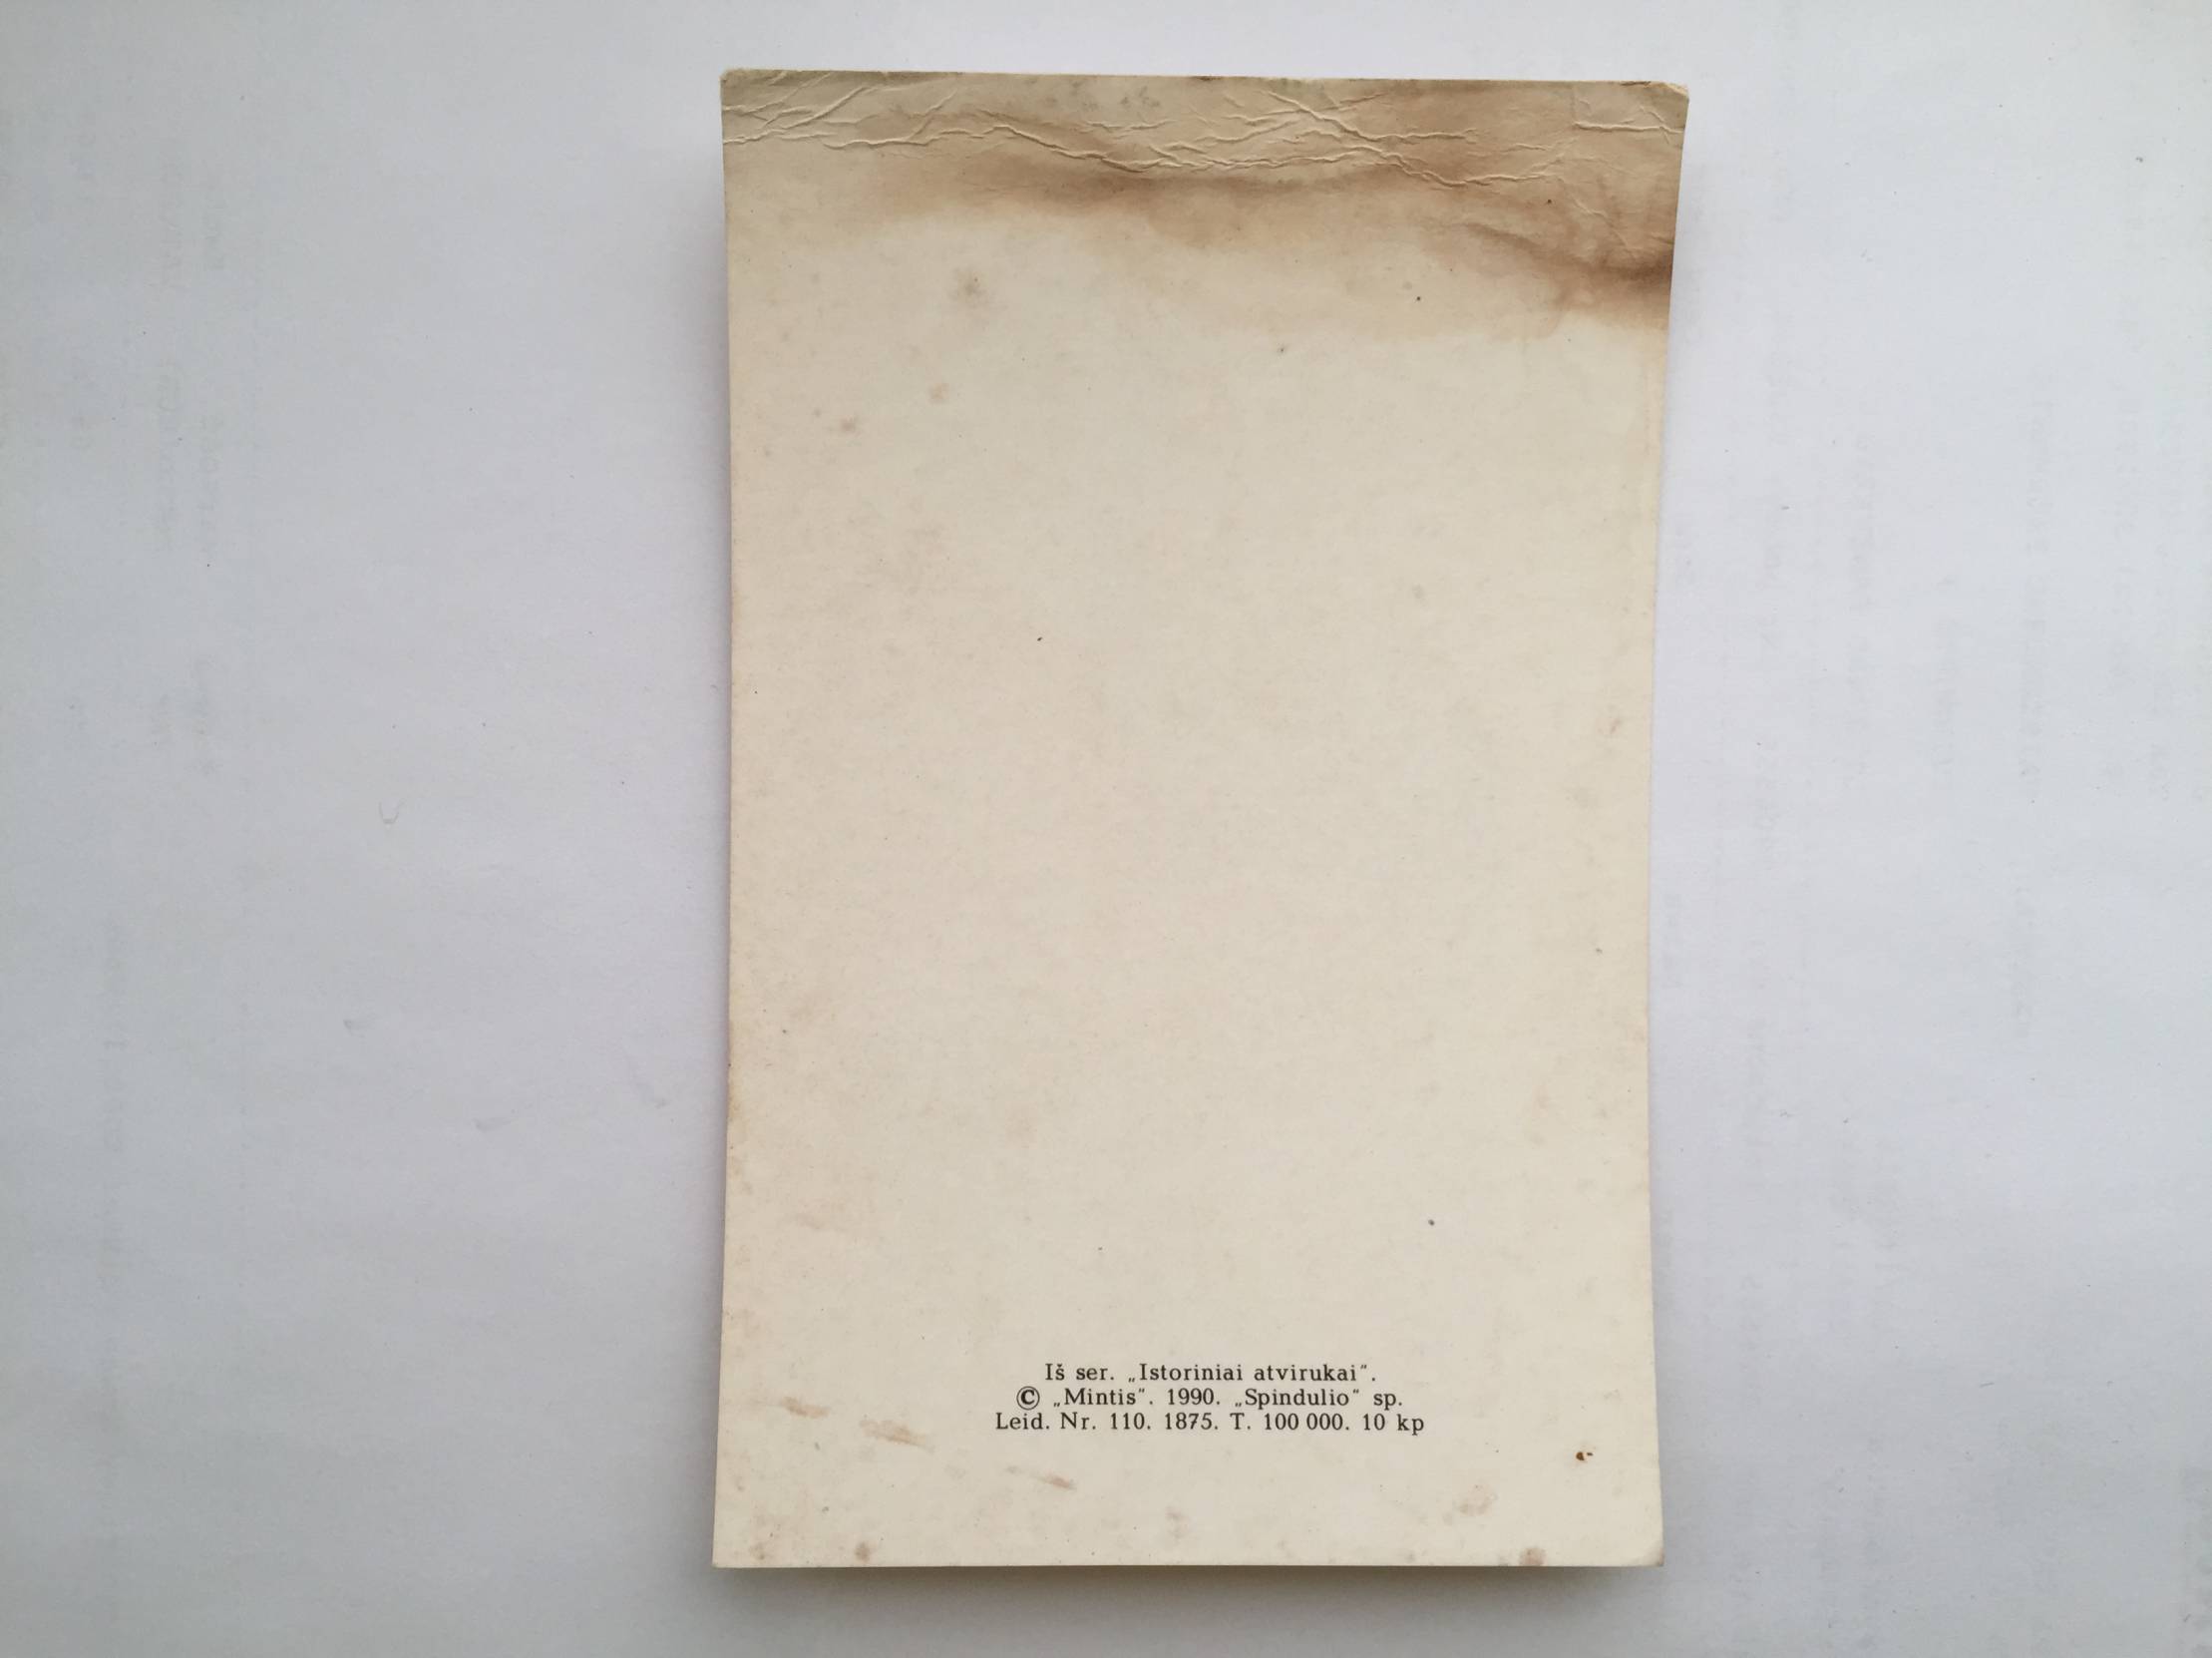 Iš ser. „Istoriniai atvirukai“.
© „Mintis“. 1990. „Spindulio“ sp.
Leid. Nr. 110. 1875. T. 100 000. 10 kp